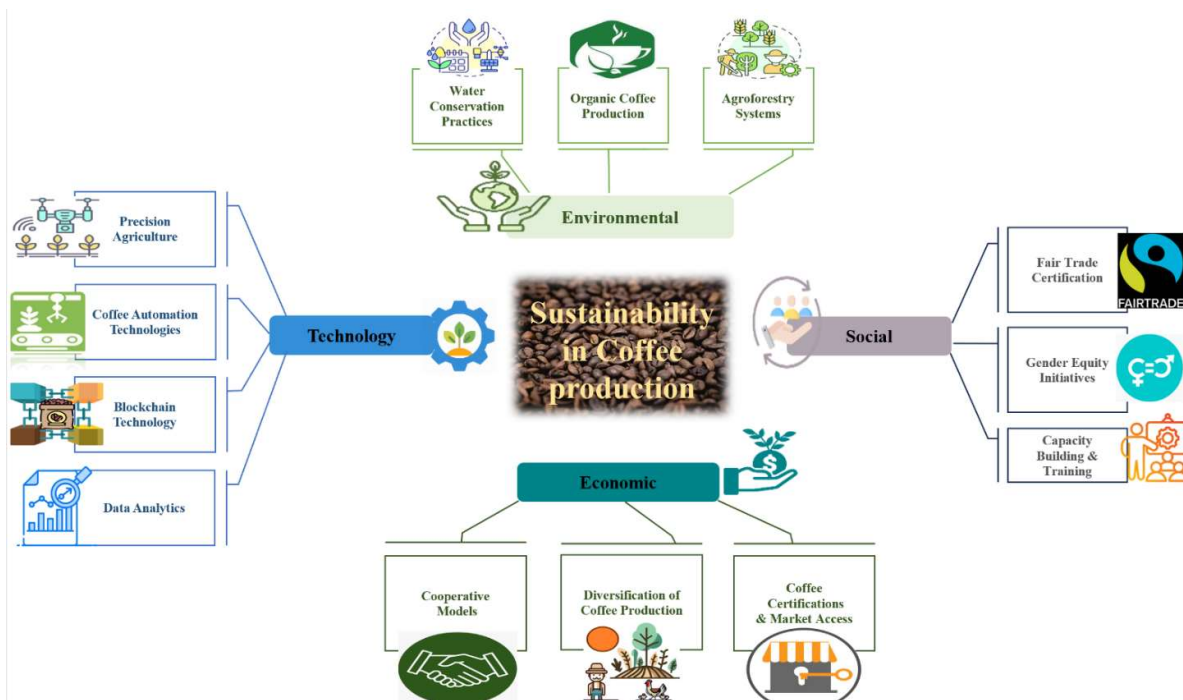 Water
Conservation
Practices
Organic Coffee
Production
Agroforestry
Systems
Environmental
Precision
Agriculture
Coffee Automation
Technologies
Blockchain
Technology
Data Analytics
Technology
Sustainability
in Coffee
production
Social
Fair Trade
Certification
FAIRTRADE
Gender Equity
Initiatives
Capacity
Building &
Training
Economic
$
Cooperative
Models
Diversification of
Coffee Production
Coffee
Certifications
& Market Access